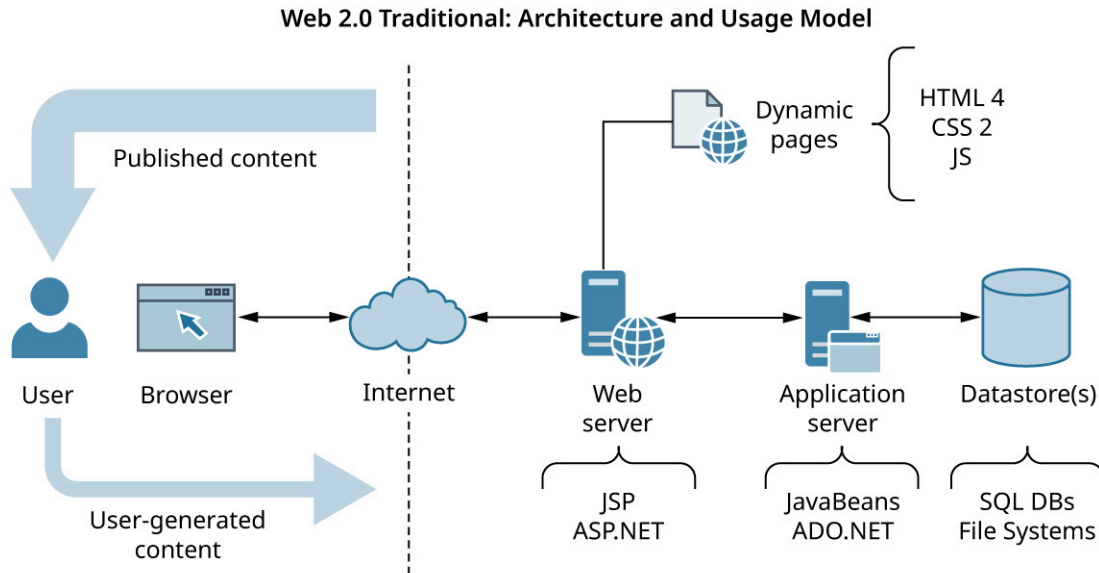 Web 2.0 Traditional: Architecture and Usage Model
Published content
Dynamic
pages
HTML 4
CSS 2
JS
User
Browser
Internet
Web
server
Application
server
Datastore(s)
User-generated
content
JSP
ASP.NET
JavaBeans
ADO.NET
SQL DBs
File Systems